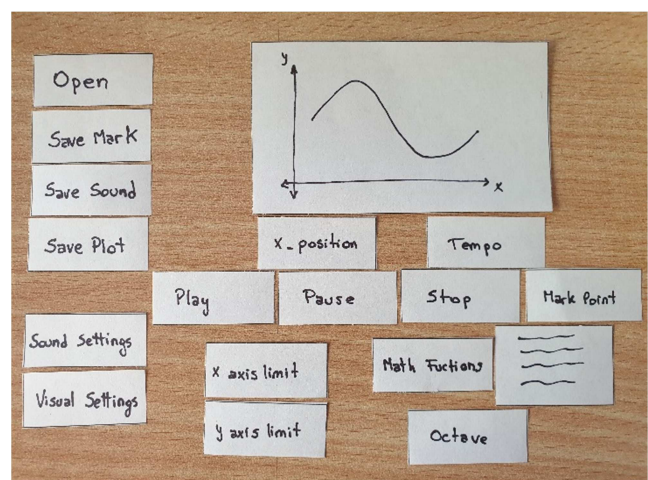 Open
Save Mark
Save Sound
Save Plot
y
x
x-position
Tempo
Play
Pause
Stop
Mark Point
Sound Settings
Visual Settings
x axis limit
y axis limit
Math Fuctions
Octave